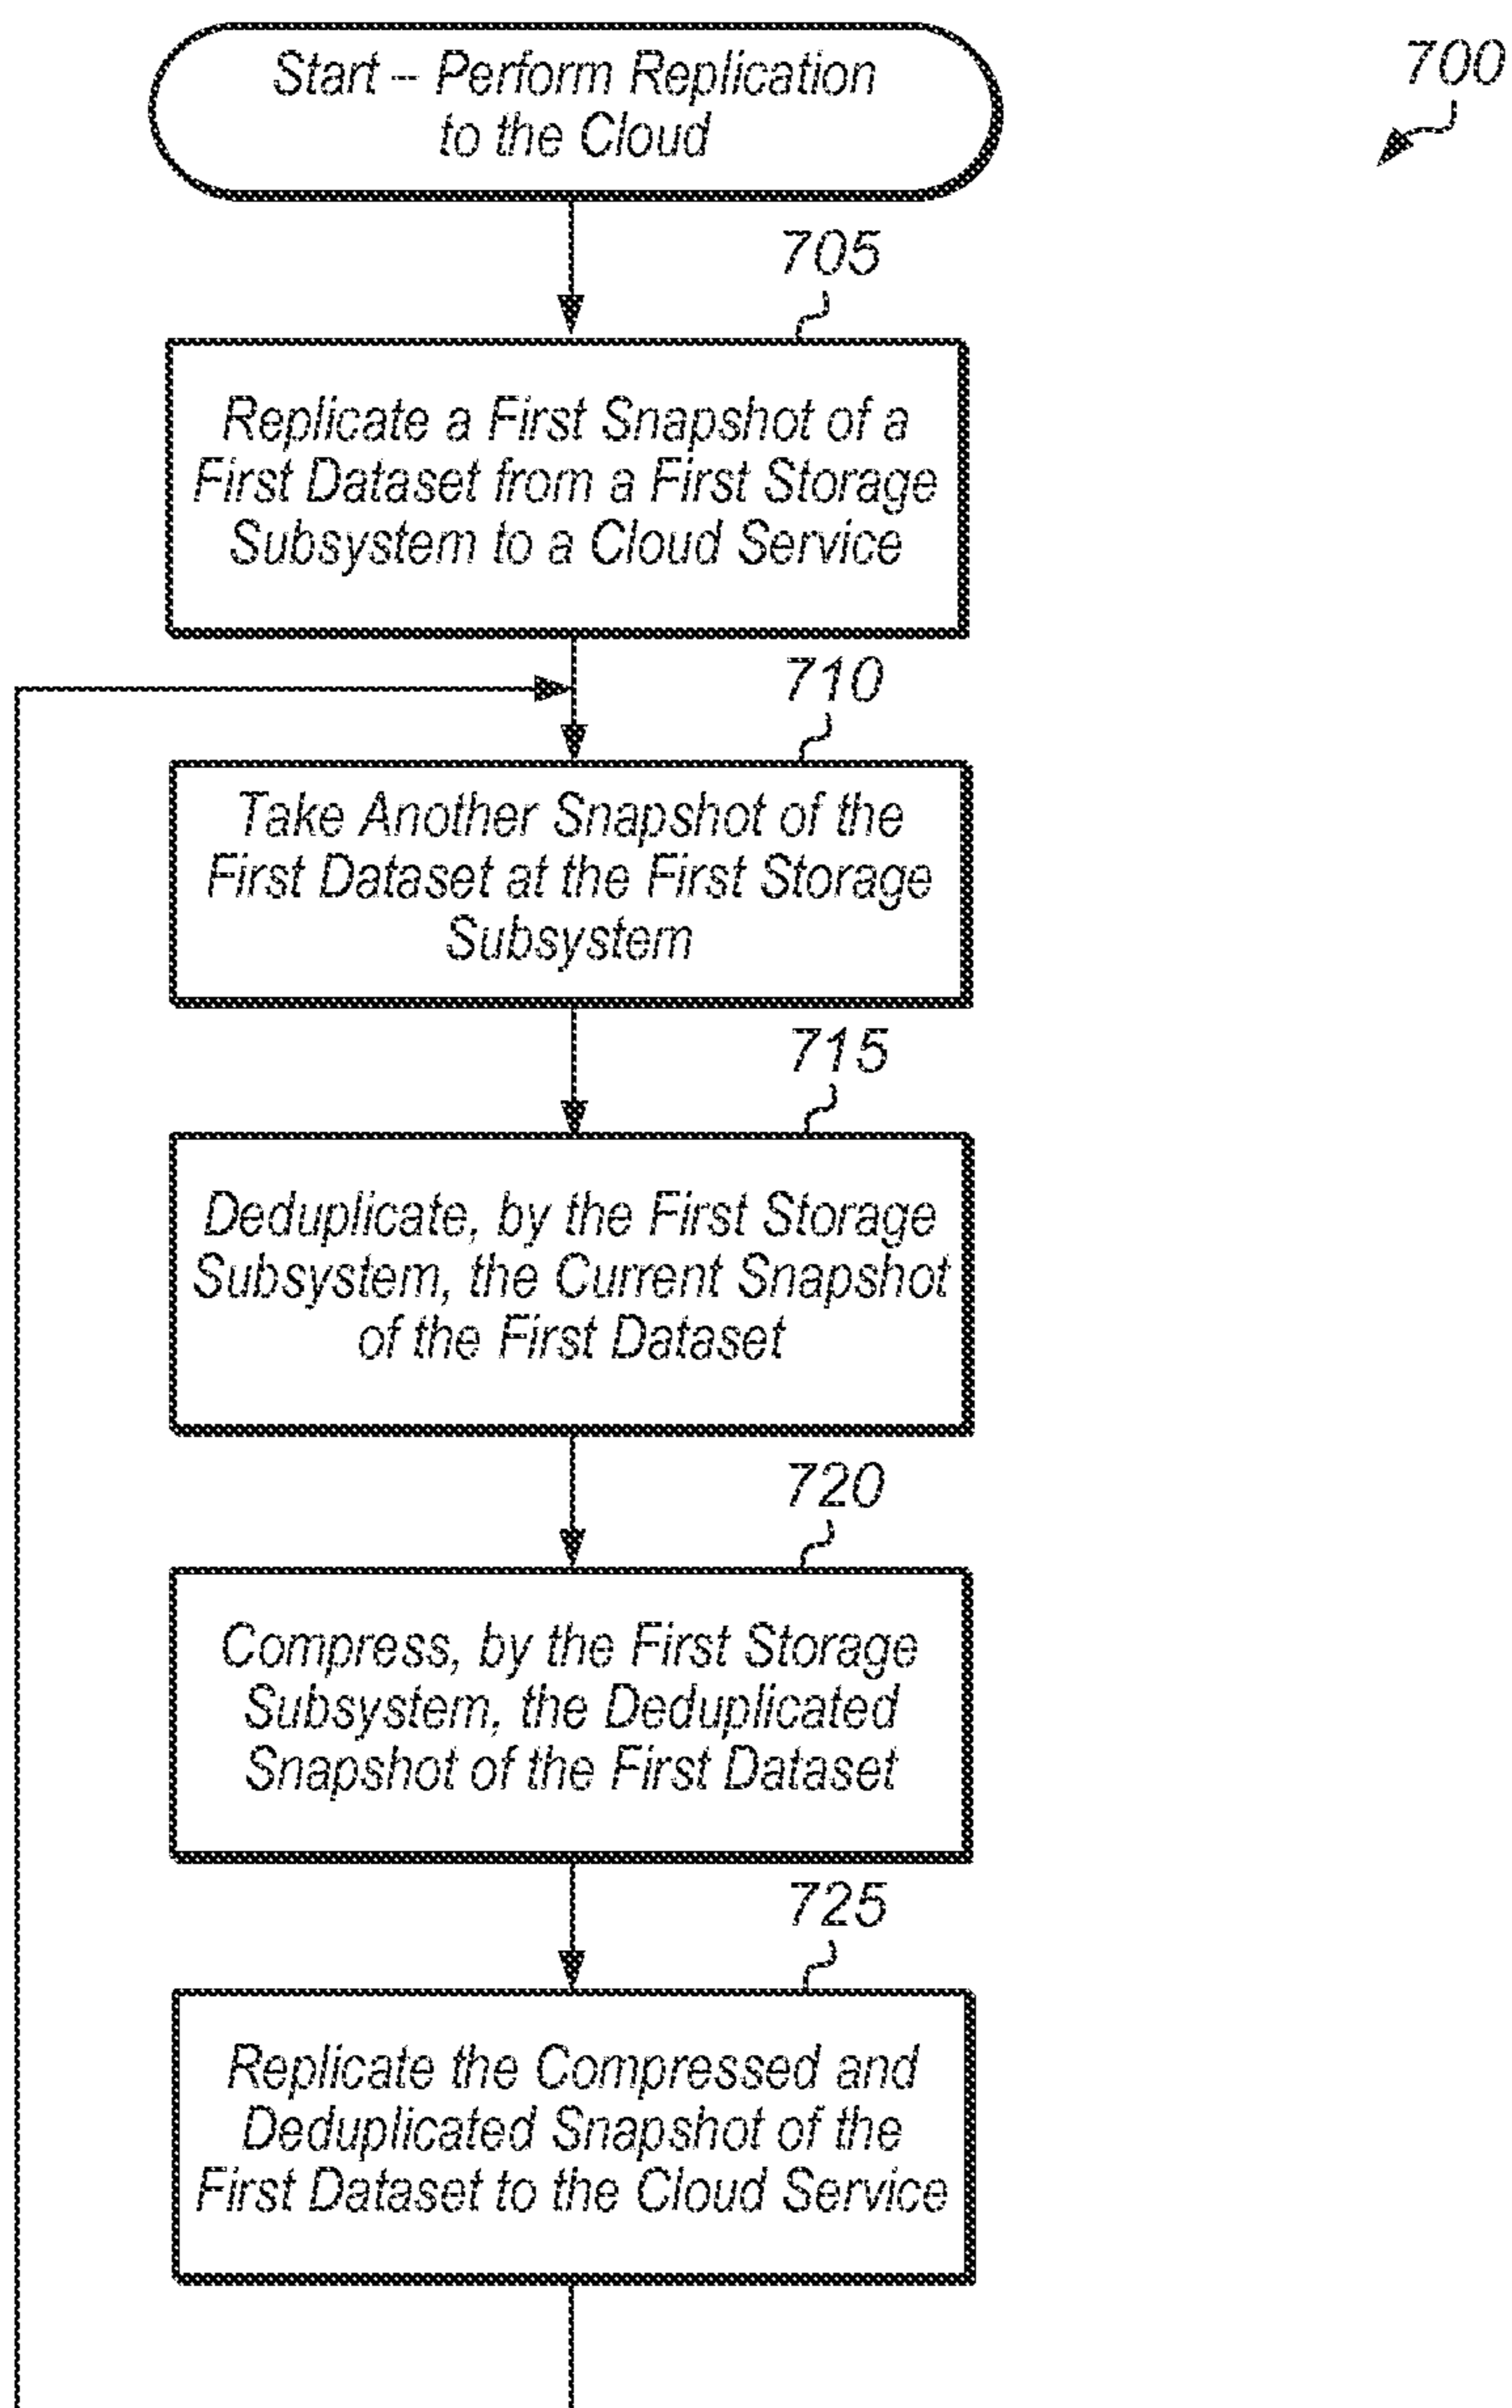 Start – Perform Replication
to the Cloud
700
705
Replicate a First Snapshot of a
First Dataset from a First Storage
Subsystem to a Cloud Service
710
Take Another Snapshot of the
First Dataset at the First Storage
Subsystem
715
Deduplicate, by the First Storage
Subsystem, the Current Snapshot
of the First Dataset
720
Compress, by the First Storage
Subsystem, the Deduplicated
Snapshot of the First Dataset
725
Replicate the Compressed and
Deduplicated Snapshot of the
First Dataset to the Cloud Service